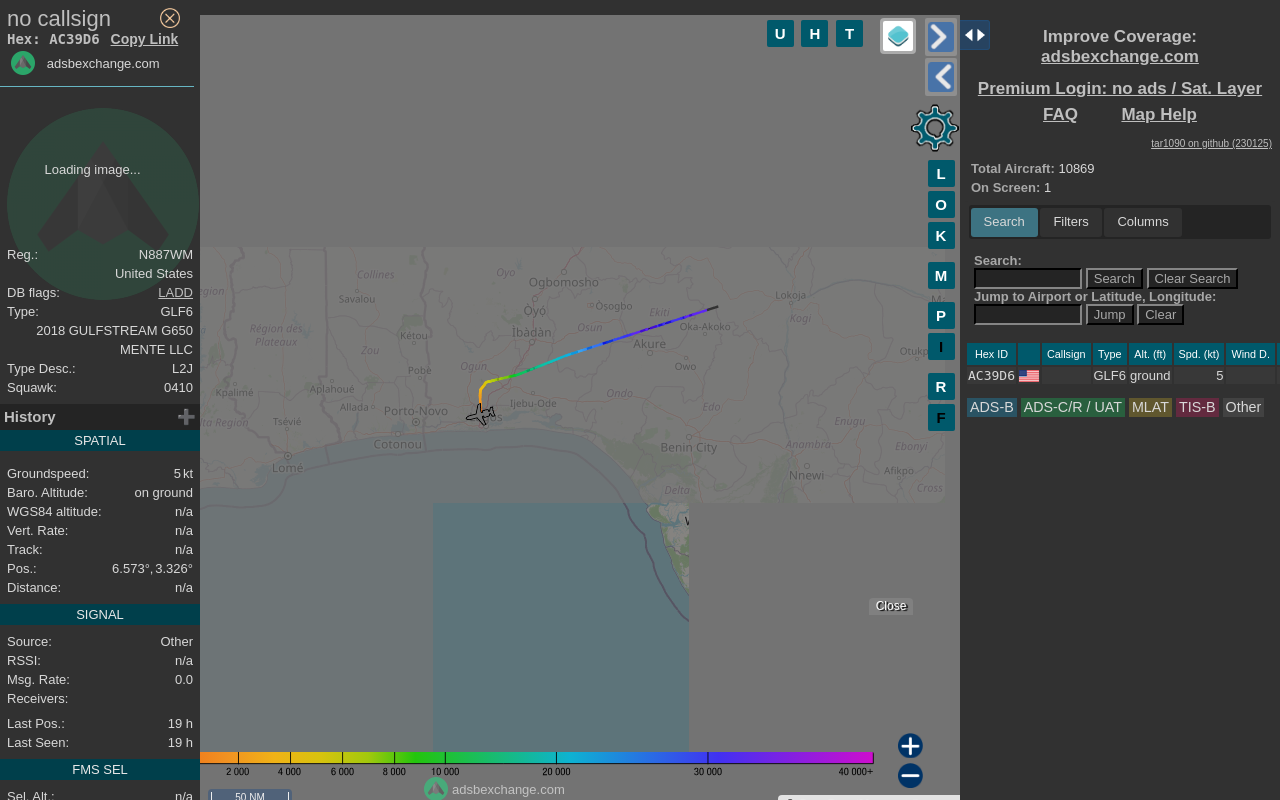 no callsign
Hex: AC39D6 Copy Link
adsbexchange.com
Loading image...
Reg.: N887WM
United States
DB flags: LADD
Type: GLF6
2018 GULFSTREAM G650
MENTE LLC
Type Desc.: L2J
Squawk: 0410
History
SPATIAL
Groundspeed: 5 kt
Baro. Altitude: on ground
WGS84 altitude: n/a
Vert. Rate: n/a
Track: n/a
Pos.: 6.573°, 3.326°
Distance: n/a
SIGNAL
Source: Other
RSSI: n/a
Msg. Rate: 0.0
Receivers:
Last Pos.: 19 h
Last Seen: 19 h
FMS SEL
Sel. Alt.: n/a
U H T
L
O
K
M
P
I
R
F
Collines
Oyo
Ogbomosho
Savalou
Òyó
Osogbo
Ekiti
Lokoja
Kogi
Région des
Plateaux
Kétou
Ìbàdàn
Osun
Oka-Akoko
Akure
Zou
Pobè
Ogun
Owo
Otukp
Kpalimé
Aplahoué
Allada
Ijebu-Ode
Ondo
Porto-Novo
Edo
Tsévié
Enugu
Cotonou
Benin City
Anambra
Ebonyi
Lomé
Nnewi
Afikpo
Delta
Cross
Close
2 000 4 000 6 000 8 000 10 000 20 000 30 000 40 000+
adsbexchange.com
50 NM
Improve Coverage:
adsbexchange.com
Premium Login: no ads / Sat. Layer
FAQ Map Help
tar1090 on github (230125)
Total Aircraft: 10869
On Screen: 1
Search Filters Columns
Search:
Search Clear Search
Jump to Airport or Latitude, Longitude:
Jump Clear
Hex ID Callsign Type Alt. (ft) Spd. (kt) Wind D.
AC39D6 GLF6 ground 5
ADS-B ADS-C/R / UAT MLAT TIS-B Other